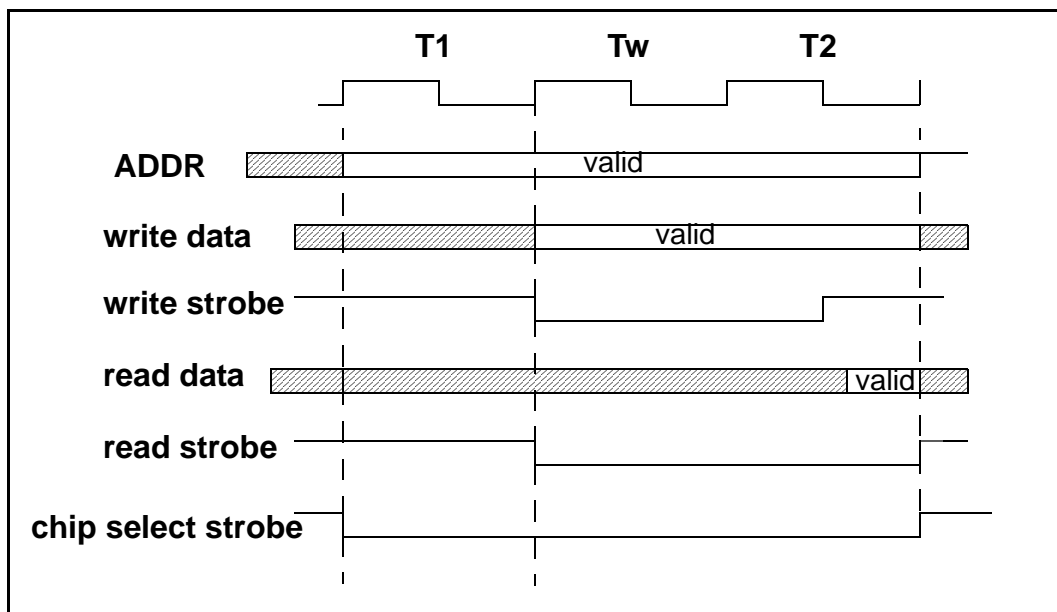 T1 Tw T2
ADDR valid
write data valid
write strobe
read data valid
read strobe
chip select strobe